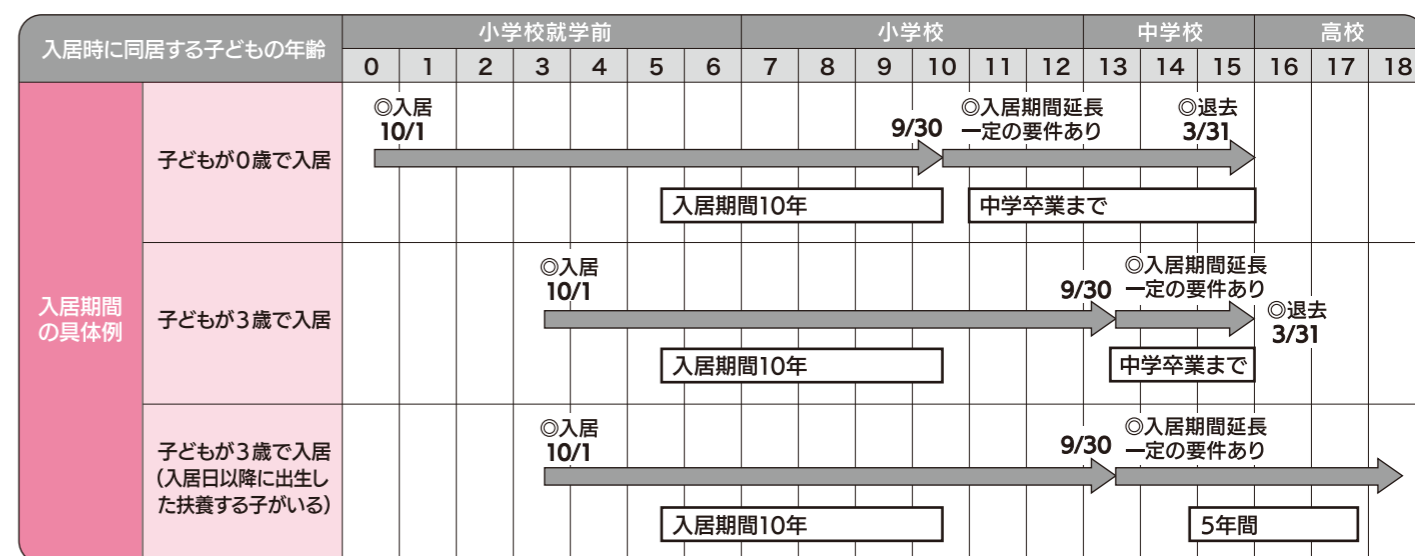 入居時に同居する子どもの年齢
小学校就学前
小学校
中学校
高校
0 1 2 3 4 5 6 7 8 9 10 11 12 13 14 15 16 17 18
入居期間
の具体例
子どもが0歳で入居
◎入居
10/1
9/30
◎入居期間延長
一定の要件あり
◎退去
3/31
入居期間10年
中学卒業まで
子どもが3歳で入居
◎入居
10/1
9/30
◎入居期間延長
一定の要件あり
◎退去
3/31
入居期間10年
中学卒業まで
子どもが3歳で入居
(入居日以降に出生し
た扶養する子がいる)
◎入居
10/1
9/30
◎入居期間延長
一定の要件あり
入居期間10年
5年間